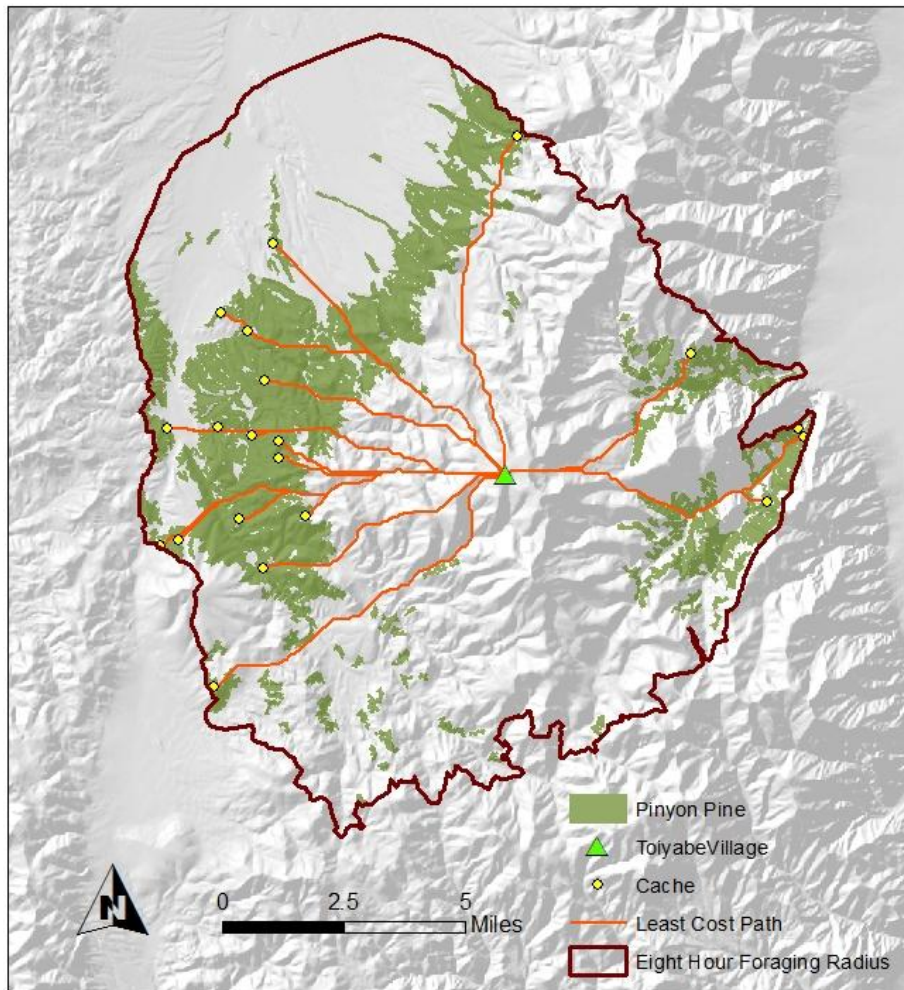 Pinyon Pine
ToiyabeVillage
Cache
Least Cost Path
Eight Hour Foraging Radius
N
0 2.5 5
Miles